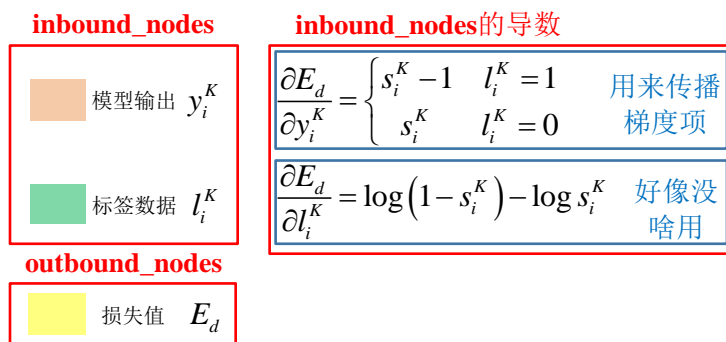 inbound_nodes
模型输出 y_i^K
标签数据 l_i^K
outbound_nodes
损失值 E_d
inbound_nodes的导数
∂E_d/∂y_i^K = { s_i^K − 1 l_i^K = 1
s_i^K l_i^K = 0
用来传播
梯度项
∂E_d/∂l_i^K = log(1 − s_i^K) − log s_i^K
好像没
啥用